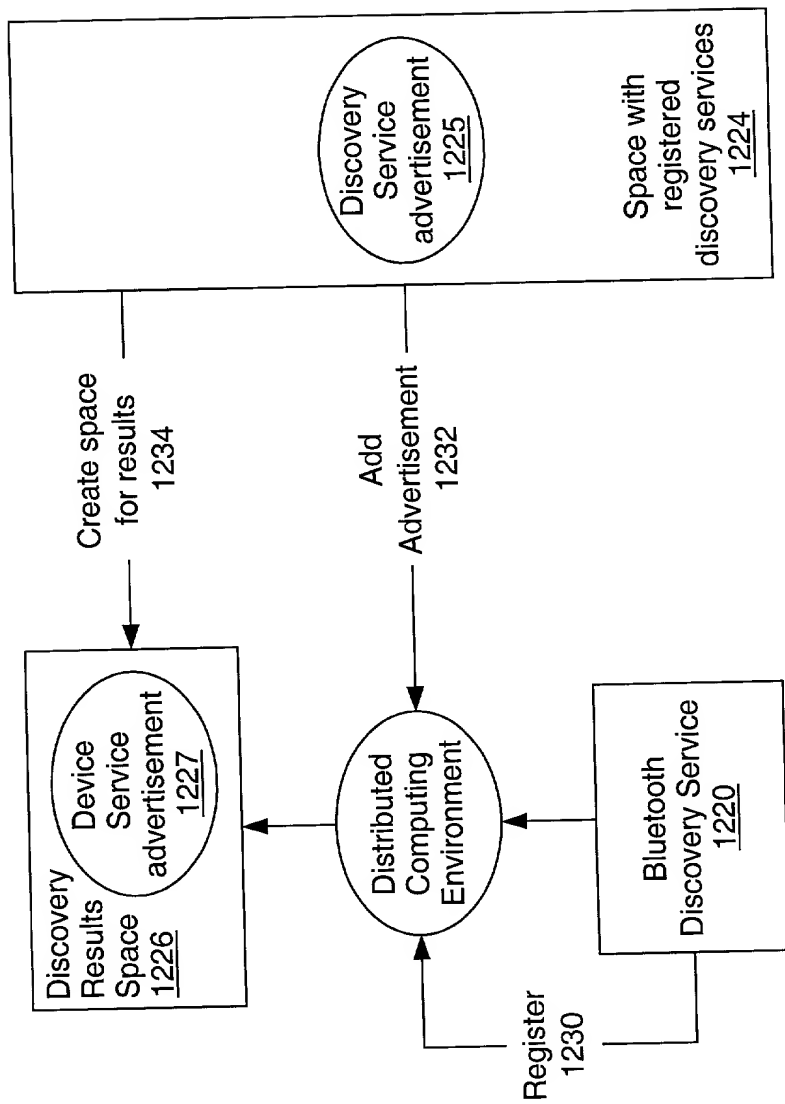 Discovery
Results
Space
1226
Device
Service
advertisement
1227
Create space
for results
1234
Discovery
Service
advertisement
1225
Space with
registered
discovery services
1224
Distributed
Computing
Environment
Add
Advertisement
1232
Register
1230
Bluetooth
Discovery Service
1220